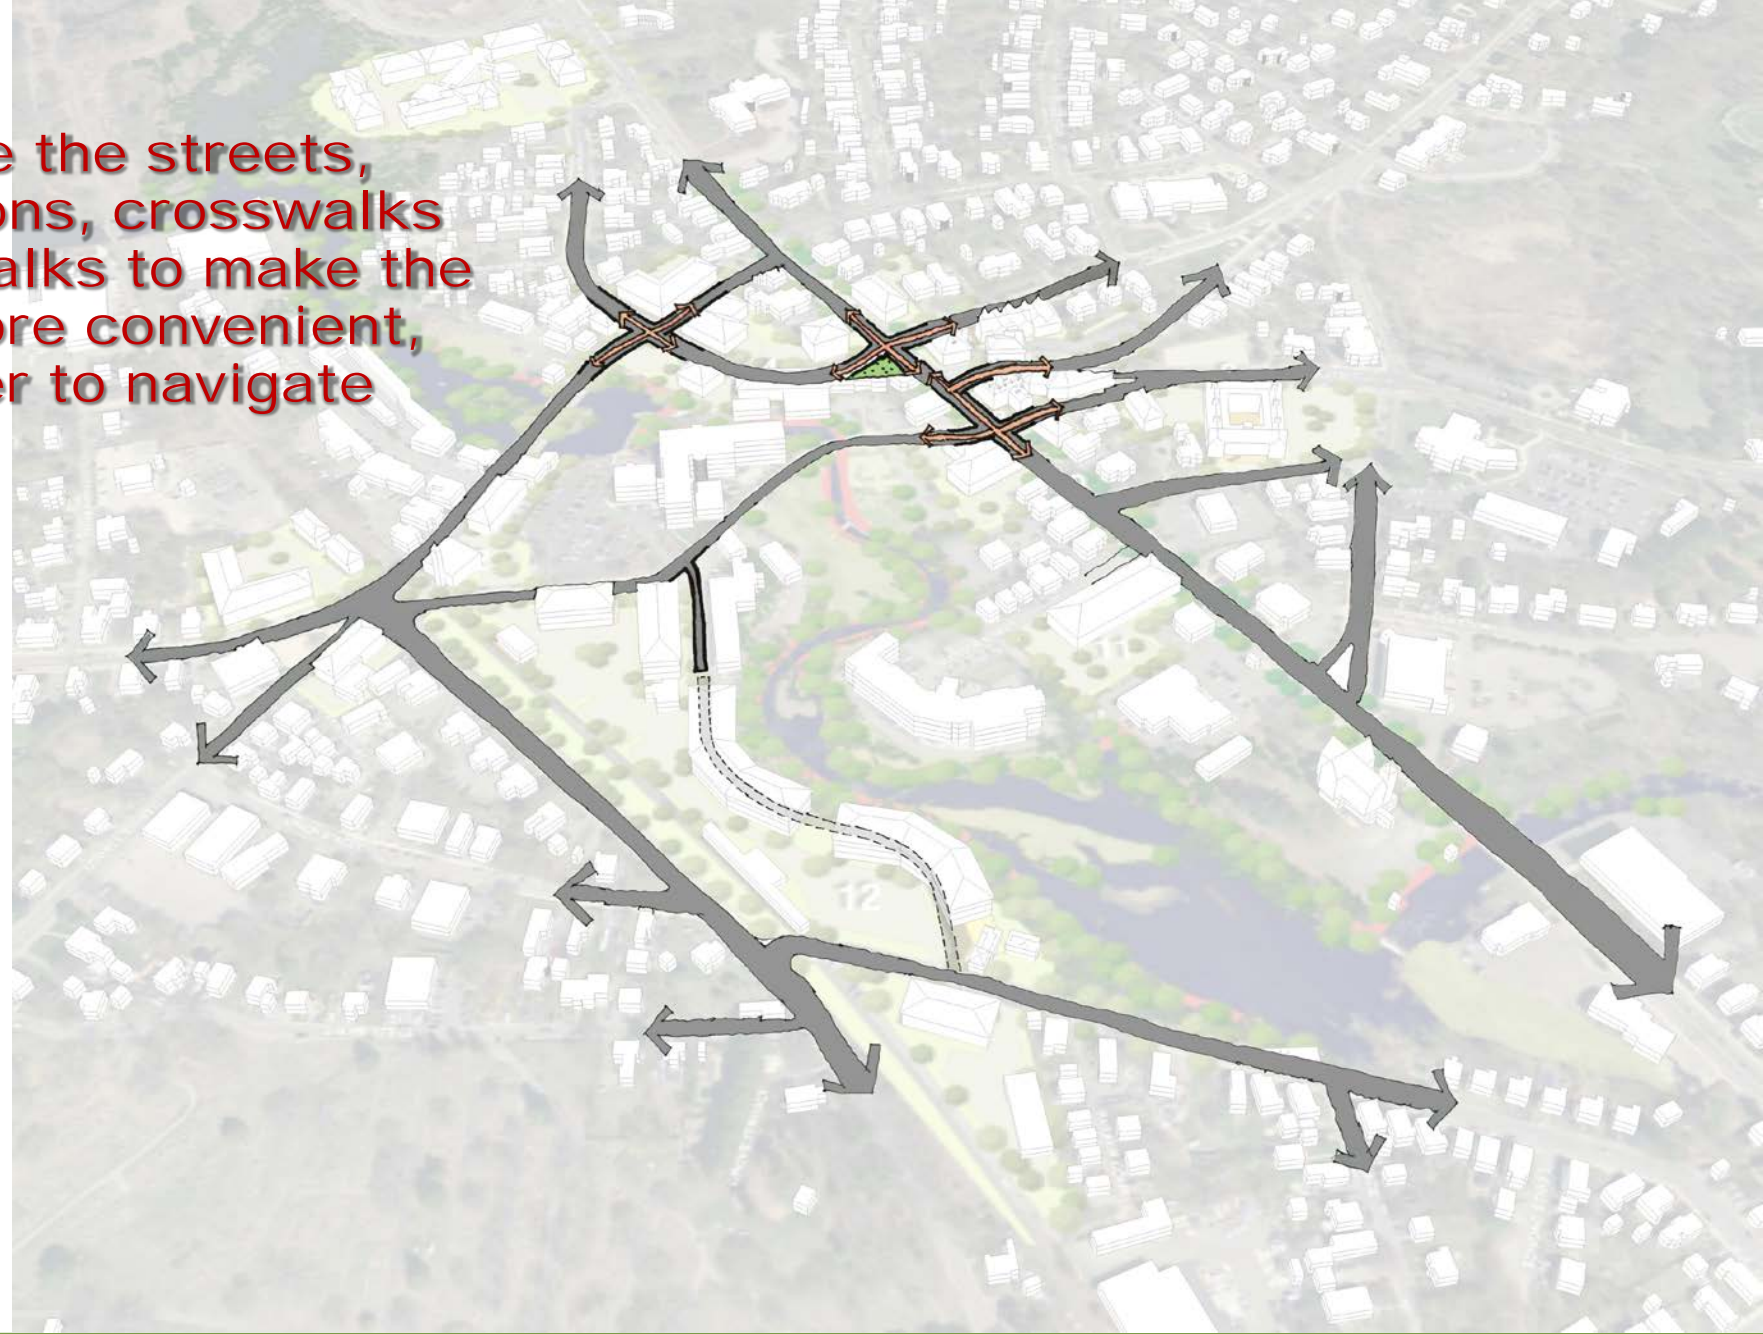 e the streets,
ons, crosswalks
alks to make the
ore convenient,
er to navigate
12